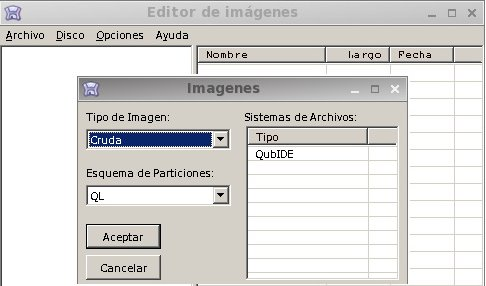 Editor de imágenes
Archivo Disco Opciones Ayuda
Nombre Largo Fecha
Imagenes
Tipo de Imagen:
Cruda
Esquema de Particiones:
QL
Aceptar
Cancelar
Sistemas de Archivos:
Tipo
QubIDE